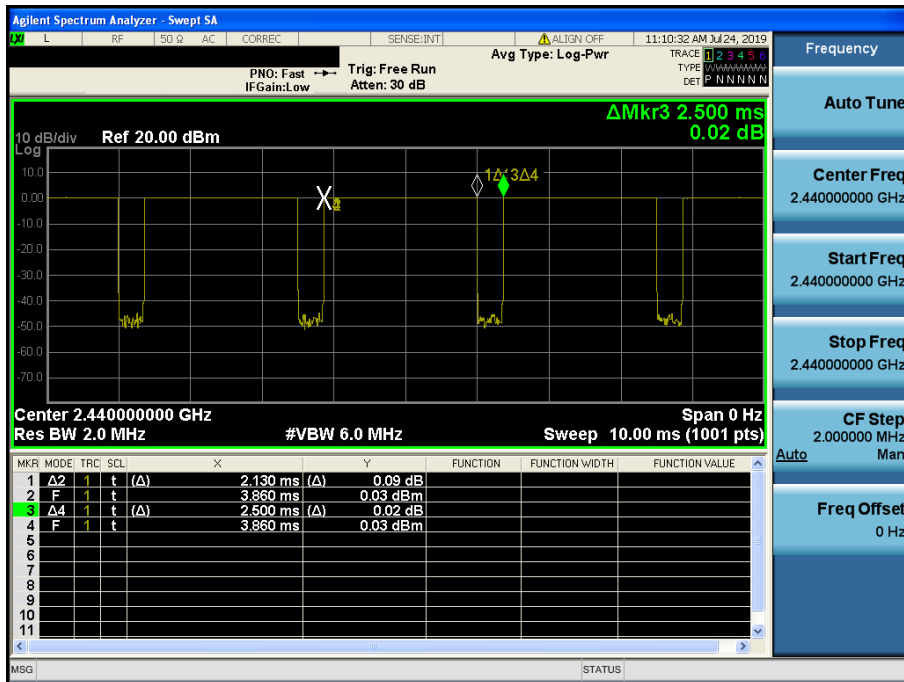 Agilent Spectrum Analyzer - Swept SA
LXI L RF 50 Ω AC CORREC SENSE:INT ALIGN OFF 11:10:32 AM Jul 24, 2019
Frequency
Avg Type: Log-Pwr
TRACE 1 2 3 4 5 6
PNO: Fast Trig: Free Run
TYPE WWWWWW
IFGain:Low Atten: 30 dB
DET P N N N N N
Auto Tune
ΔMkr3 2.500 ms
0.02 dB
10 dB/div Ref 20.00 dBm
Log
10.0
0.00
-10.0
-20.0
-30.0
-40.0
-50.0
-60.0
-70.0
X
1Δ 3Δ4
Center Freq
2.440000000 GHz
Start Freq
2.440000000 GHz
Stop Freq
2.440000000 GHz
Center 2.440000000 GHz Span 0 Hz
Res BW 2.0 MHz #VBW 6.0 MHz Sweep 10.00 ms (1001 pts)
CF Step
2.000000 MHz
Auto Man
MKR MODE TRC SCL X Y FUNCTION FUNCTION WIDTH FUNCTION VALUE
1 Δ2 1 t (Δ) 2.130 ms (Δ) 0.09 dB
2 F 1 t 3.860 ms 0.03 dBm
3 Δ4 1 t (Δ) 2.500 ms (Δ) 0.02 dB
4 F 1 t 3.860 ms 0.03 dBm
5
6
7
8
9
10
11
Freq Offset
0 Hz
MSG STATUS